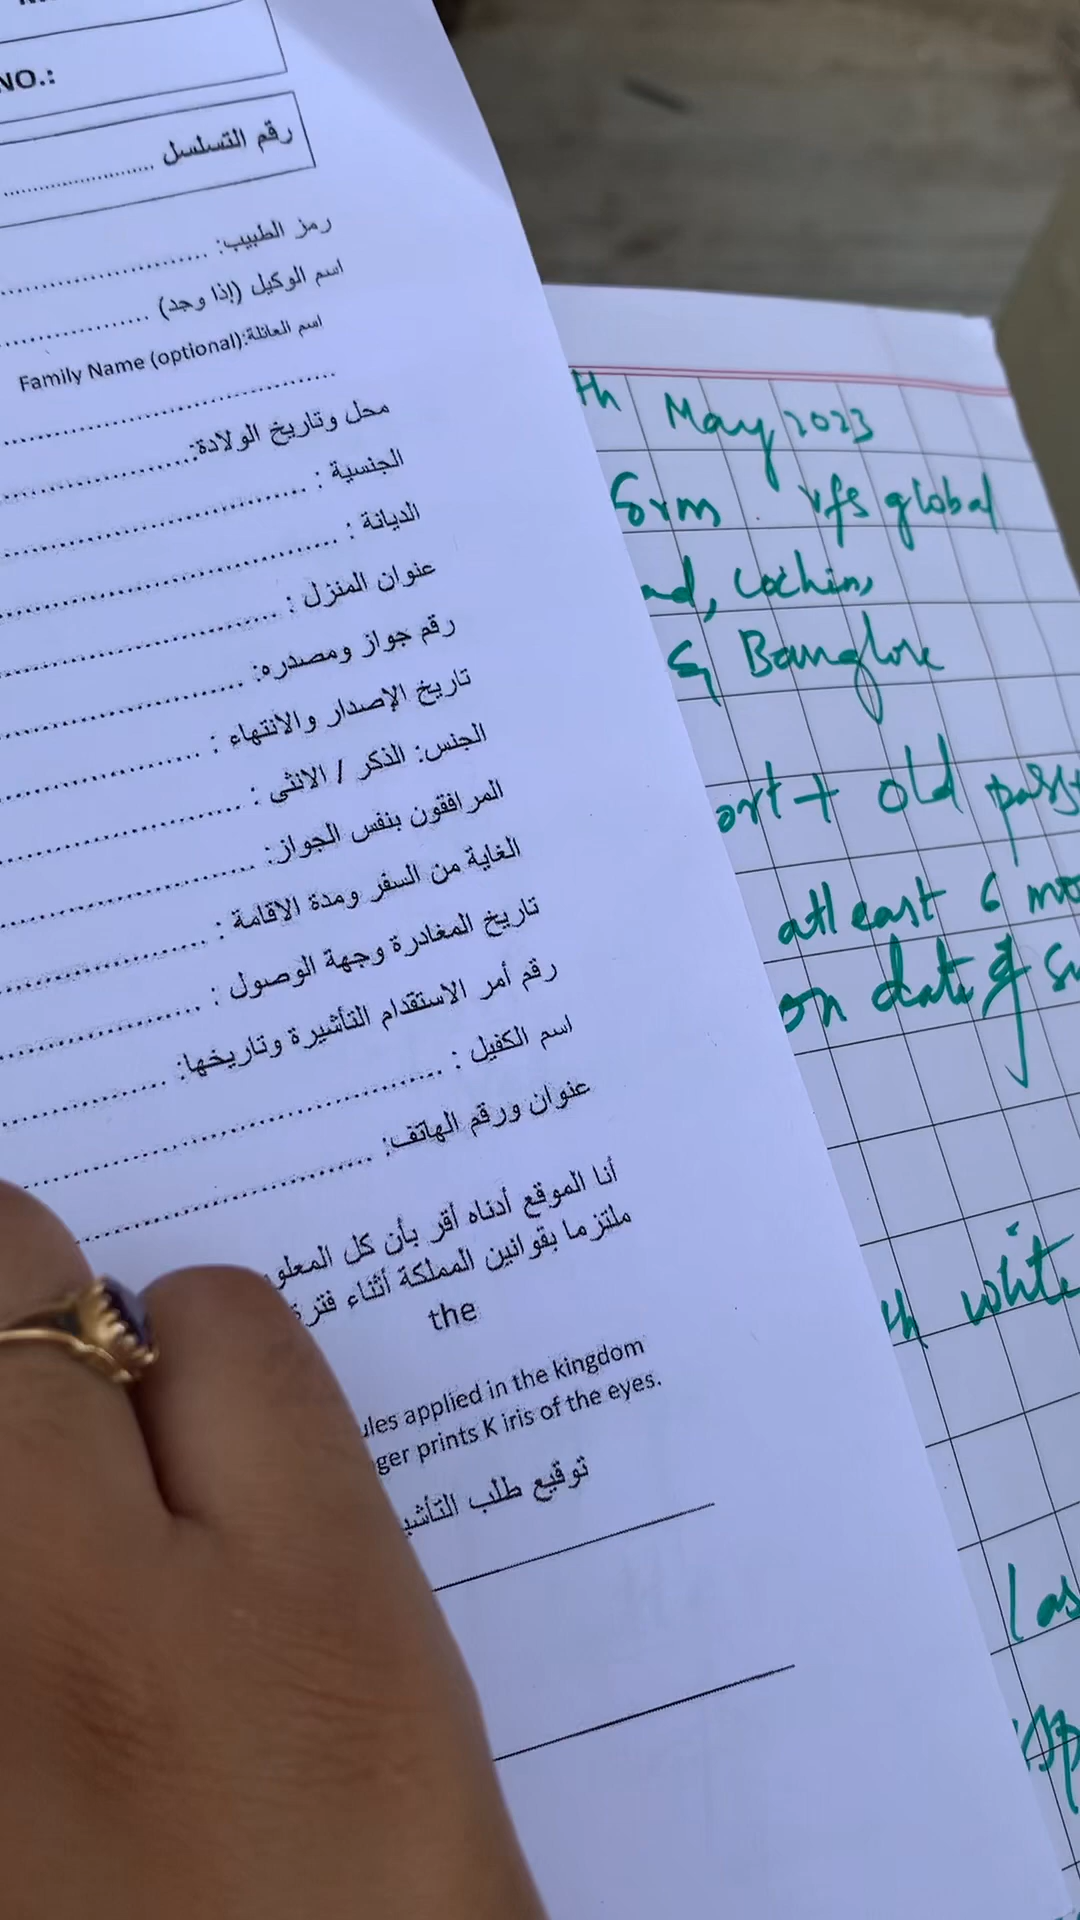 NO.:
رقم التسلسل
رمز الطبيب:
اسم الوكيل (إذا وجد)
Family Name (optional):اسم العائلة
محل وتاريخ الولادة:
الجنسية :
الديانة :
عنوان المنزل :
رقم جواز ومصدره:
تاريخ الإصدار والانتهاء :
الجنس: الذكر / الانثى :
المرافقون بنفس الجواز:
الغاية من السفر ومدة الاقامة :
تاريخ المغادرة وجهة الوصول :
رقم أمر الاستقدام التأشيرة وتاريخها:
اسم الكفيل :
عنوان ورقم الهاتف:
أنا الموقع أدناه أقر بأن كل
ملتزما بقوانين المملكة أثناء
the
applied in the kingdom
prints K iris of the eyes.
توقيع طلب
th May 2023
form vfs global
Cochin,
& Banglore
+ old
atleast 6
on date of
white